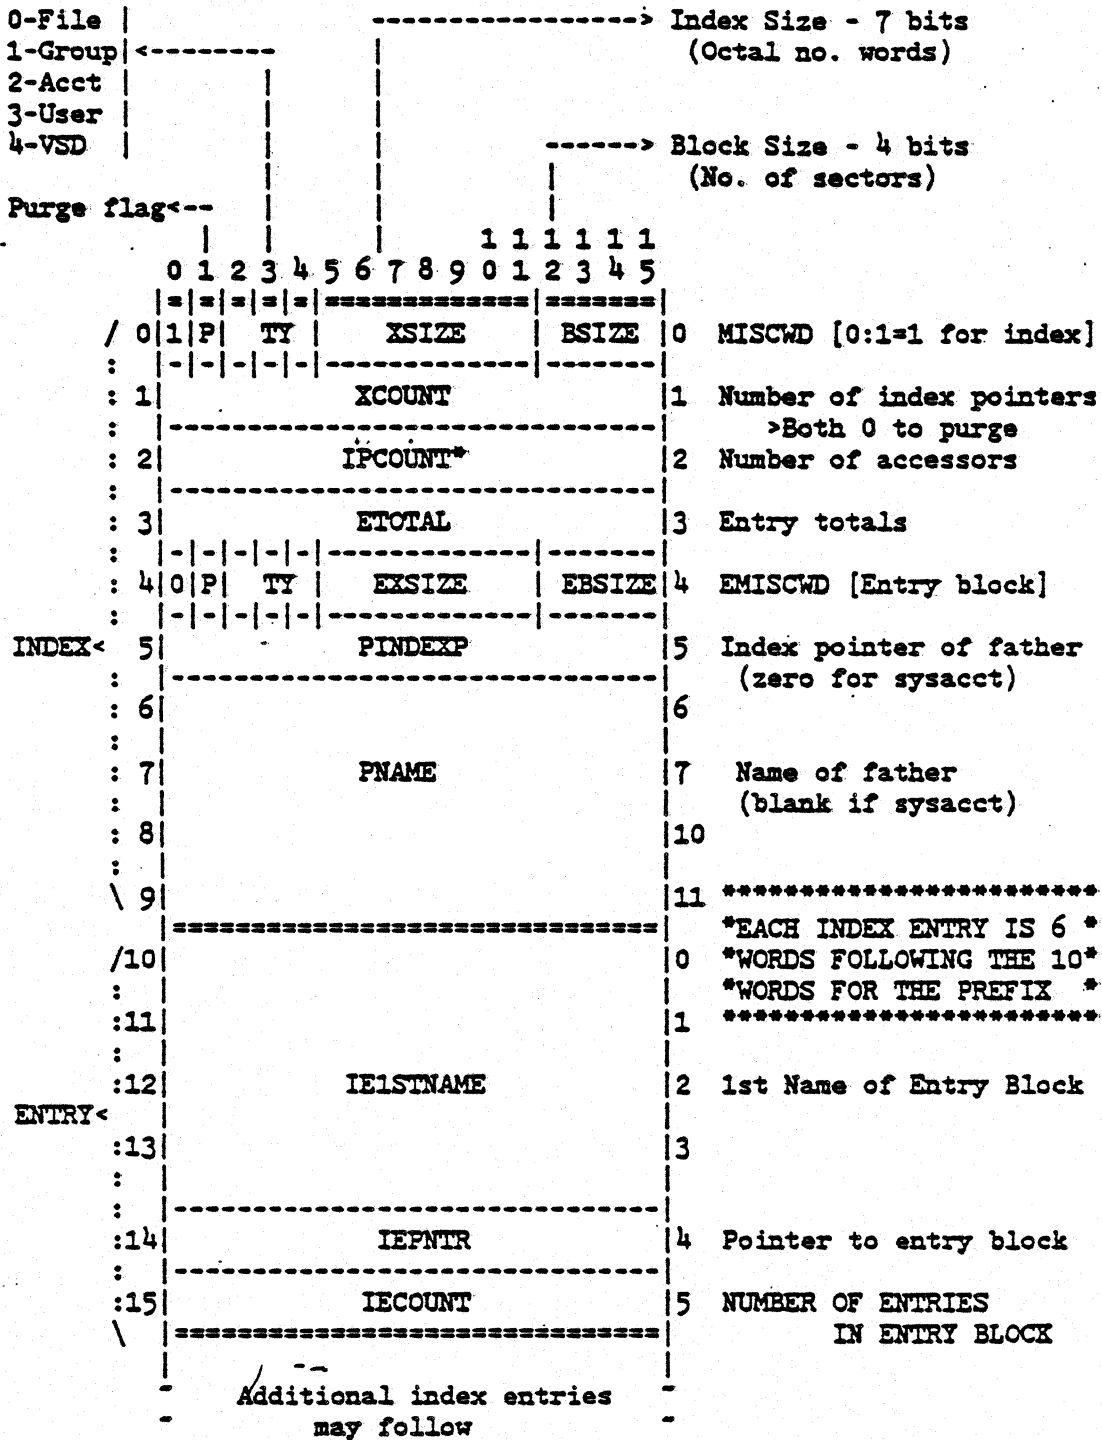 0-File | ------------------> Index Size - 7 bits
1-Group|<--------- (Octal no. words)
2-Acct |
3-User |
4-VSD | ------> Block Size - 4 bits
(No. of sectors)
Purge flag<--
1 1 1 1 1 1
0 1 2 3 4 5 6 7 8 9 0 1 2 3 4 5
|=|=|=|=|=|=============|=======|
/ 0|1|P| TY | XSIZE | BSIZE |0 MISCWD [0:1=1 for index]
: |-|-|-|-|-|-------------|-------|
: 1| XCOUNT |1 Number of index pointers
: |-------------------------------| >Both 0 to purge
: 2| IPCOUNT* |2 Number of accessors
: |-------------------------------|
: 3| ETOTAL |3 Entry totals
: |-|-|-|-|-|-------------|-------|
: 4|0|P| TY | EXSIZE | EBSIZE|4 EMISCWD [Entry block]
: |-|-|-|-|-|-------------|-------|
INDEX< 5| PINDEXP |5 Index pointer of father
: |-------------------------------| (zero for sysacct)
: 6| |6
:
: 7| PNAME |7 Name of father
: (blank if sysacct)
: 8| |10
:
\ 9| |11 ************************
|===============================| *EACH INDEX ENTRY IS 6 *
/10| |0 *WORDS FOLLOWING THE 10*
: *WORDS FOR THE PREFIX *
:11| |1 ************************
:
:12| IE1STNAME |2 1st Name of Entry Block
ENTRY<
:13| |3
:
: |-------------------------------|
:14| IEPNTR |4 Pointer to entry block
: |-------------------------------|
:15| IECOUNT |5 NUMBER OF ENTRIES
\ |===============================| IN ENTRY BLOCK
- Additional index entries -
- may follow -